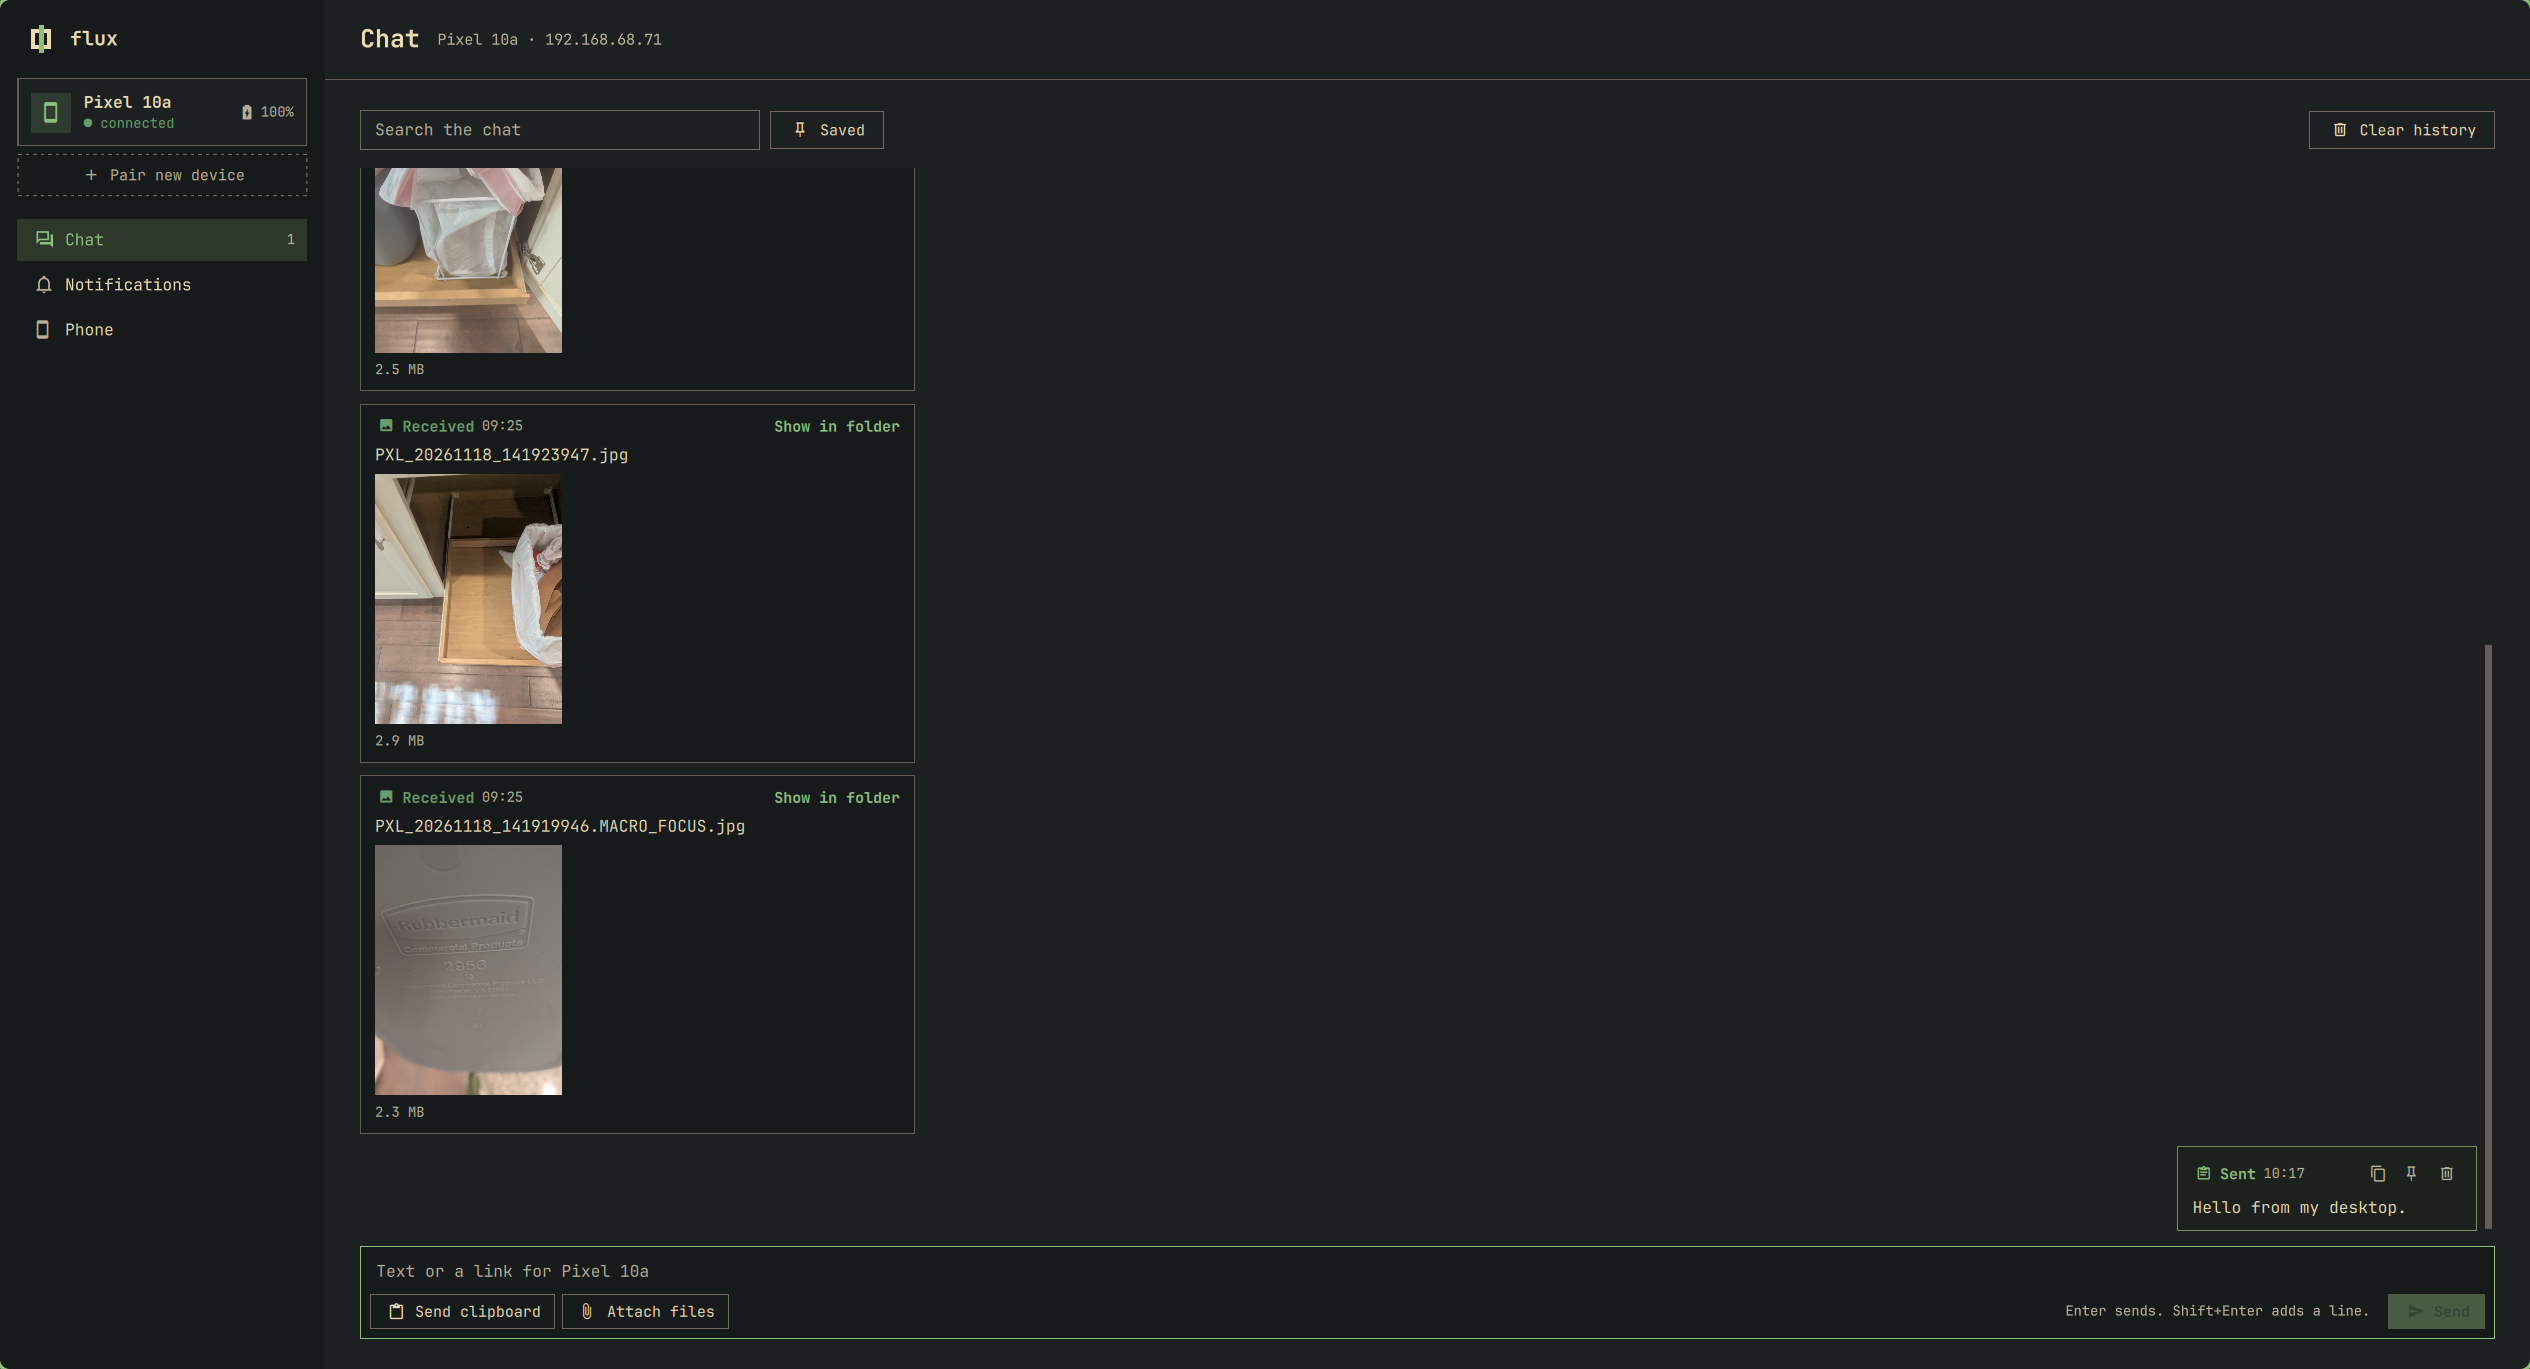 flux
Chat Pixel 10a · 192.168.68.71
Pixel 10a
connected
100%
Pair new device
Chat 1
Notifications
Phone
Search the chat
Saved
Clear history
2.5 MB
Received 09:25 Show in folder
PXL_20261118_141923947.jpg
2.9 MB
Received 09:25 Show in folder
PXL_20261118_141919946.MACRO_FOCUS.jpg
Rubbermaid
Commercial Products
2956
2.3 MB
Sent 10:17
Hello from my desktop.
Text or a link for Pixel 10a
Send clipboard
Attach files
Enter sends. Shift+Enter adds a line.
Send